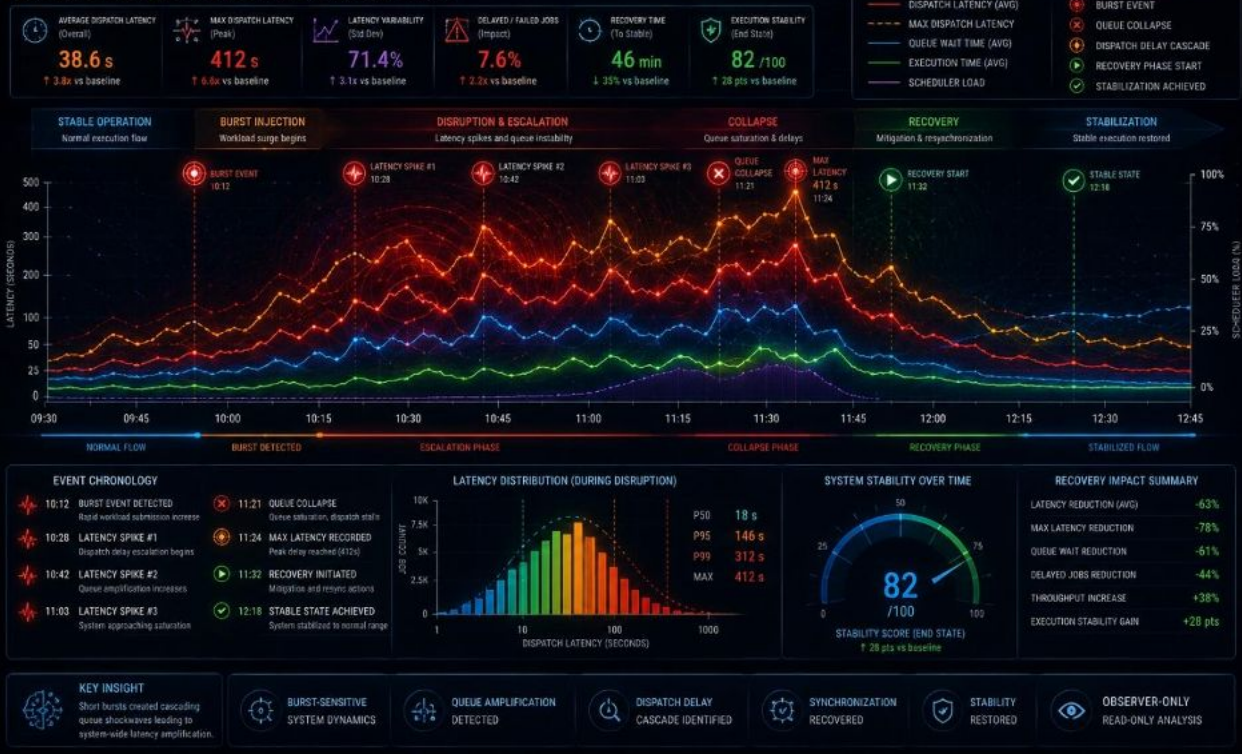 AVERAGE DISPATCH LATENCY
(Overall)
38.6 s
↑ 3.8x vs baseline
MAX DISPATCH LATENCY
(Peak)
412 s
↑ 6.6x vs baseline
LATENCY VARIABILITY
(Std Dev)
71.4%
↑ 3.1x vs baseline
DELAYED / FAILED JOBS
(Impact)
7.6%
↑ 2.2x vs baseline
RECOVERY TIME
(To Stable)
46 min
↓ 35% vs baseline
EXECUTION STABILITY
(End State)
82 /100
↑ 28 pts vs baseline
DISPATCH LATENCY (AVG)
MAX DISPATCH LATENCY
QUEUE WAIT TIME (AVG)
EXECUTION TIME (AVG)
SCHEDULER LOAD
BURST EVENT
QUEUE COLLAPSE
DISPATCH DELAY CASCADE
RECOVERY PHASE START
STABILIZATION ACHIEVED
STABLE OPERATION
Normal execution flow
BURST INJECTION
Workload surge begins
DISRUPTION & ESCALATION
Latency spikes and queue instability
COLLAPSE
Queue saturation & delays
RECOVERY
Mitigation & resynchronization
STABILIZATION
Stable execution restored
BURST EVENT
10:12
LATENCY SPIKE #1
10:28
LATENCY SPIKE #2
10:42
LATENCY SPIKE #3
11:03
QUEUE
COLLAPSE
11:21
MAX
LATENCY
412 s
11:24
RECOVERY START
11:32
STABLE STATE
12:18
LATENCY (SECONDS)
500
400
300
200
100
50
25
0
100%
75%
50%
25%
0%
SCHEDULER LOAD (%)
09:30 09:45 10:00 10:15 10:30 10:45 11:00 11:15 11:30 11:45 12:00 12:15 12:30 12:45
NORMAL FLOW
BURST DETECTED
ESCALATION PHASE
COLLAPSE PHASE
RECOVERY PHASE
STABILIZED FLOW
EVENT CHRONOLOGY
10:12 BURST EVENT DETECTED
Rapid workload submission increase
10:28 LATENCY SPIKE #1
Dispatch delay escalation begins
10:42 LATENCY SPIKE #2
Queue amplification increases
11:03 LATENCY SPIKE #3
System approaching saturation
11:21 QUEUE COLLAPSE
Queue saturation, dispatch stalls
11:24 MAX LATENCY RECORDED
Peak delay reached (412s)
11:32 RECOVERY INITIATED
Mitigation and resync actions
12:18 STABLE STATE ACHIEVED
System stabilized to normal range
LATENCY DISTRIBUTION (DURING DISRUPTION)
JOB COUNT
10K
7.5K
5K
2.5K
0
1 10 100 1000
DISPATCH LATENCY (SECONDS)
P50 18 s
P95 146 s
P99 312 s
MAX 412 s
SYSTEM STABILITY OVER TIME
0
25
50
75
100
82
/100
STABILITY SCORE (END STATE)
↑ 28 pts vs baseline
RECOVERY IMPACT SUMMARY
LATENCY REDUCTION (AVG) -63%
MAX LATENCY REDUCTION -78%
QUEUE WAIT REDUCTION -61%
DELAYED JOBS REDUCTION -44%
THROUGHPUT INCREASE +38%
EXECUTION STABILITY GAIN +28 pts
KEY INSIGHT
Short bursts created cascading
queue shockwaves leading to
system-wide latency amplification.
BURST-SENSITIVE
SYSTEM DYNAMICS
QUEUE AMPLIFICATION
DETECTED
DISPATCH DELAY
CASCADE IDENTIFIED
SYNCHRONIZATION
RECOVERED
STABILITY
RESTORED
OBSERVER-ONLY
READ-ONLY ANALYSIS